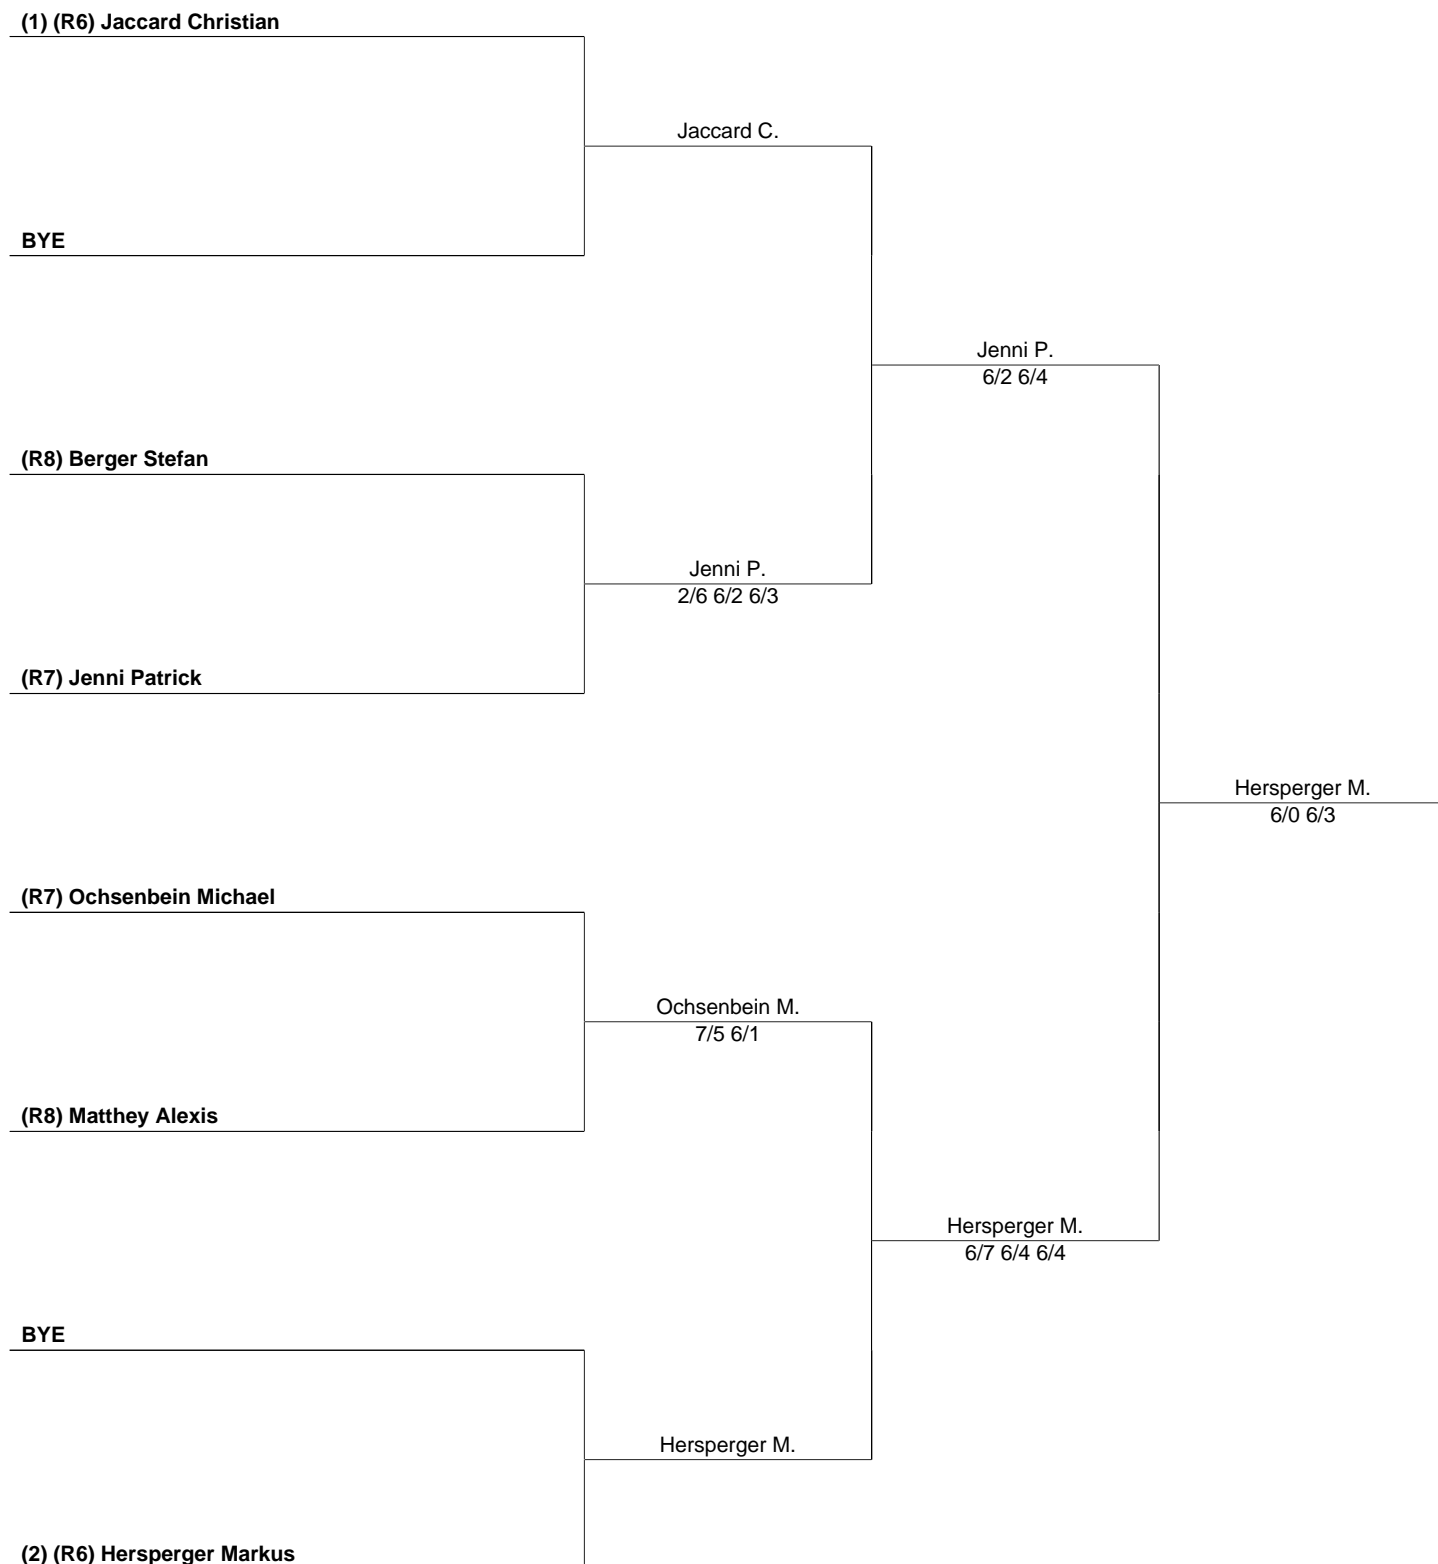 (1) (R6) Jaccard Christian
Jaccard C.
BYE
Jenni P.
6/2 6/4
(R8) Berger Stefan
Jenni P.
2/6 6/2 6/3
(R7) Jenni Patrick
Hersperger M.
6/0 6/3
(R7) Ochsenbein Michael
Ochsenbein M.
7/5 6/1
(R8) Matthey Alexis
Hersperger M.
6/7 6/4 6/4
BYE
Hersperger M.
(2) (R6) Hersperger Markus